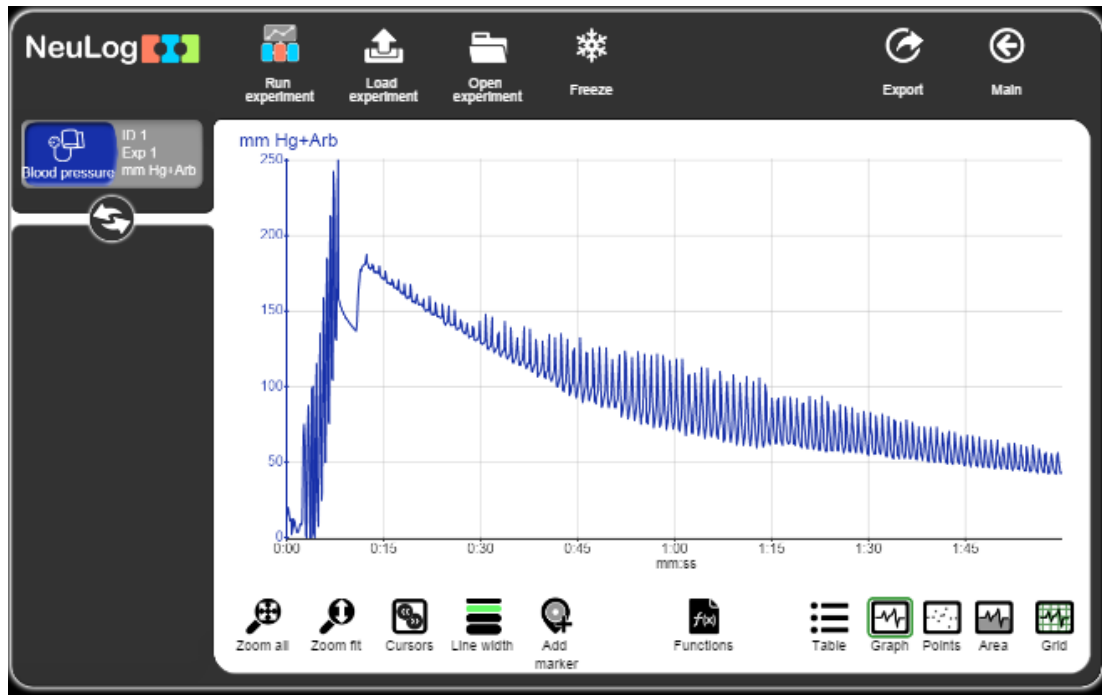 NeuLog
Run
experiment
Load
experiment
Open
experiment
Freeze
Export
Main
Blood pressure
ID 1
Exp 1
mm Hg+Arb
mm Hg+Arb
250
200
150
100
50
0
0:00 0:15 0:30 0:45 1:00 1:15 1:30 1:45
mm:ss
Zoom all
Zoom fit
Cursors
Line width
Add
marker
f(x)
Functions
Table
Graph
Points
Area
Grid